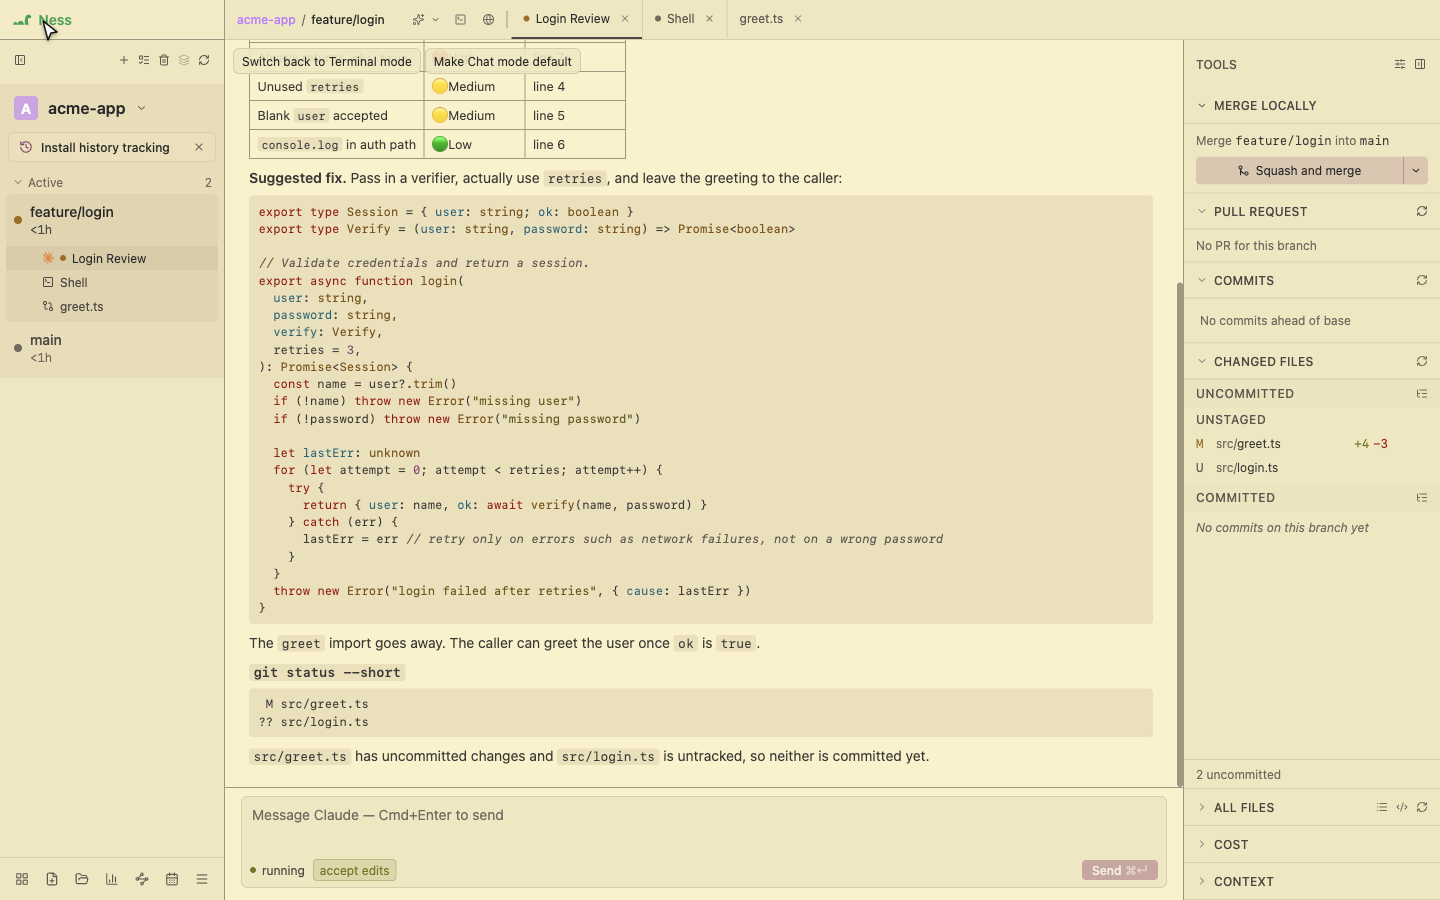 Ness
acme-app / feature/login
Login Review
Shell
greet.ts
acme-app
Install history tracking
Active 2
feature/login
<1h
Login Review
Shell
greet.ts
main
<1h
Switch back to Terminal mode
Make Chat mode default
Unused retries Medium line 4
Blank user accepted Medium line 5
console.log in auth path Low line 6
Suggested fix. Pass in a verifier, actually use retries, and leave the greeting to the caller:
export type Session = { user: string; ok: boolean }
export type Verify = (user: string, password: string) => Promise<boolean>
// Validate credentials and return a session.
export async function login(
  user: string,
  password: string,
  verify: Verify,
  retries = 3,
): Promise<Session> {
  const name = user?.trim()
  if (!name) throw new Error("missing user")
  if (!password) throw new Error("missing password")
  let lastErr: unknown
  for (let attempt = 0; attempt < retries; attempt++) {
    try {
      return { user: name, ok: await verify(name, password) }
    } catch (err) {
      lastErr = err // retry only on errors such as network failures, not on a wrong password
    }
  }
  throw new Error("login failed after retries", { cause: lastErr })
}
The greet import goes away. The caller can greet the user once ok is true.
git status --short
 M src/greet.ts
?? src/login.ts
src/greet.ts has uncommitted changes and src/login.ts is untracked, so neither is committed yet.
Message Claude — Cmd+Enter to send
running
accept edits
Send ⌘↵
TOOLS
MERGE LOCALLY
Merge feature/login into main
Squash and merge
PULL REQUEST
No PR for this branch
COMMITS
No commits ahead of base
CHANGED FILES
UNCOMMITTED
UNSTAGED
M src/greet.ts +4 −3
U src/login.ts
COMMITTED
No commits on this branch yet
2 uncommitted
ALL FILES
COST
CONTEXT